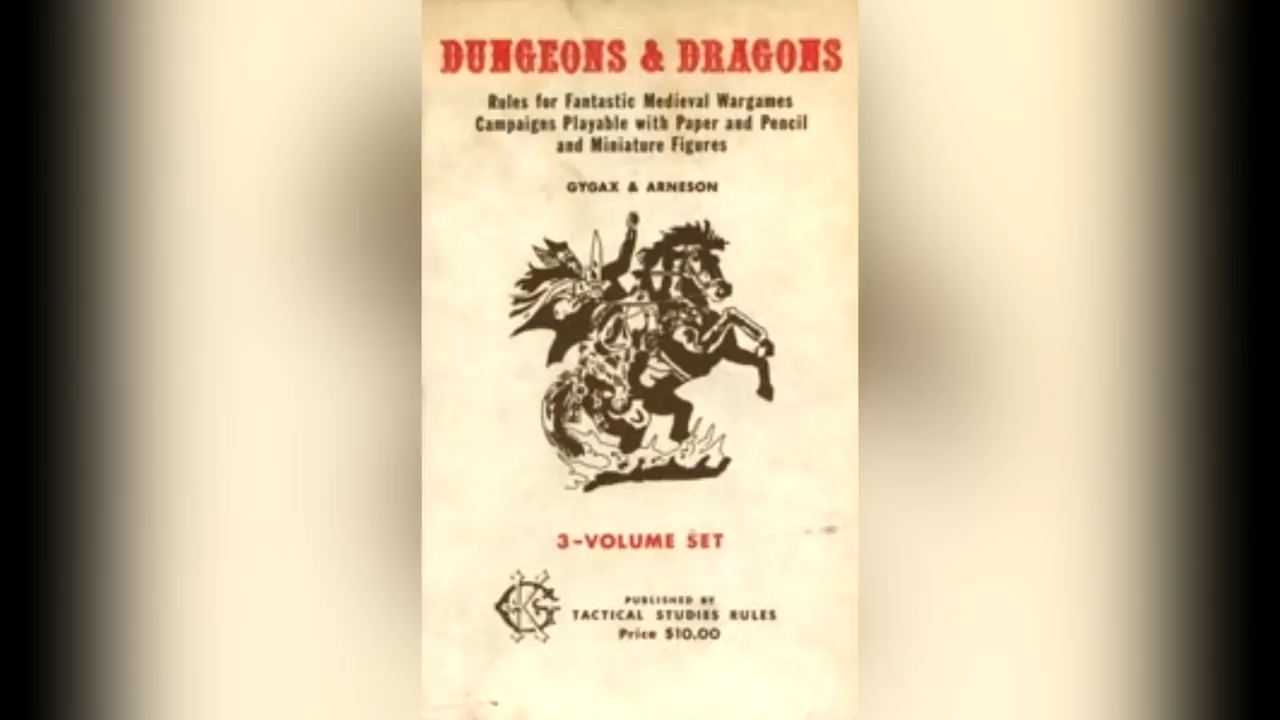 DUNGEONS & DRAGONS
Rules for Fantastic Medieval Wargames
Campaigns Playable with Paper and Pencil
and Miniature Figures
GYGAX & ARNESON
3-VOLUME SET
PUBLISHED BY
TACTICAL STUDIES RULES
Price $10.00